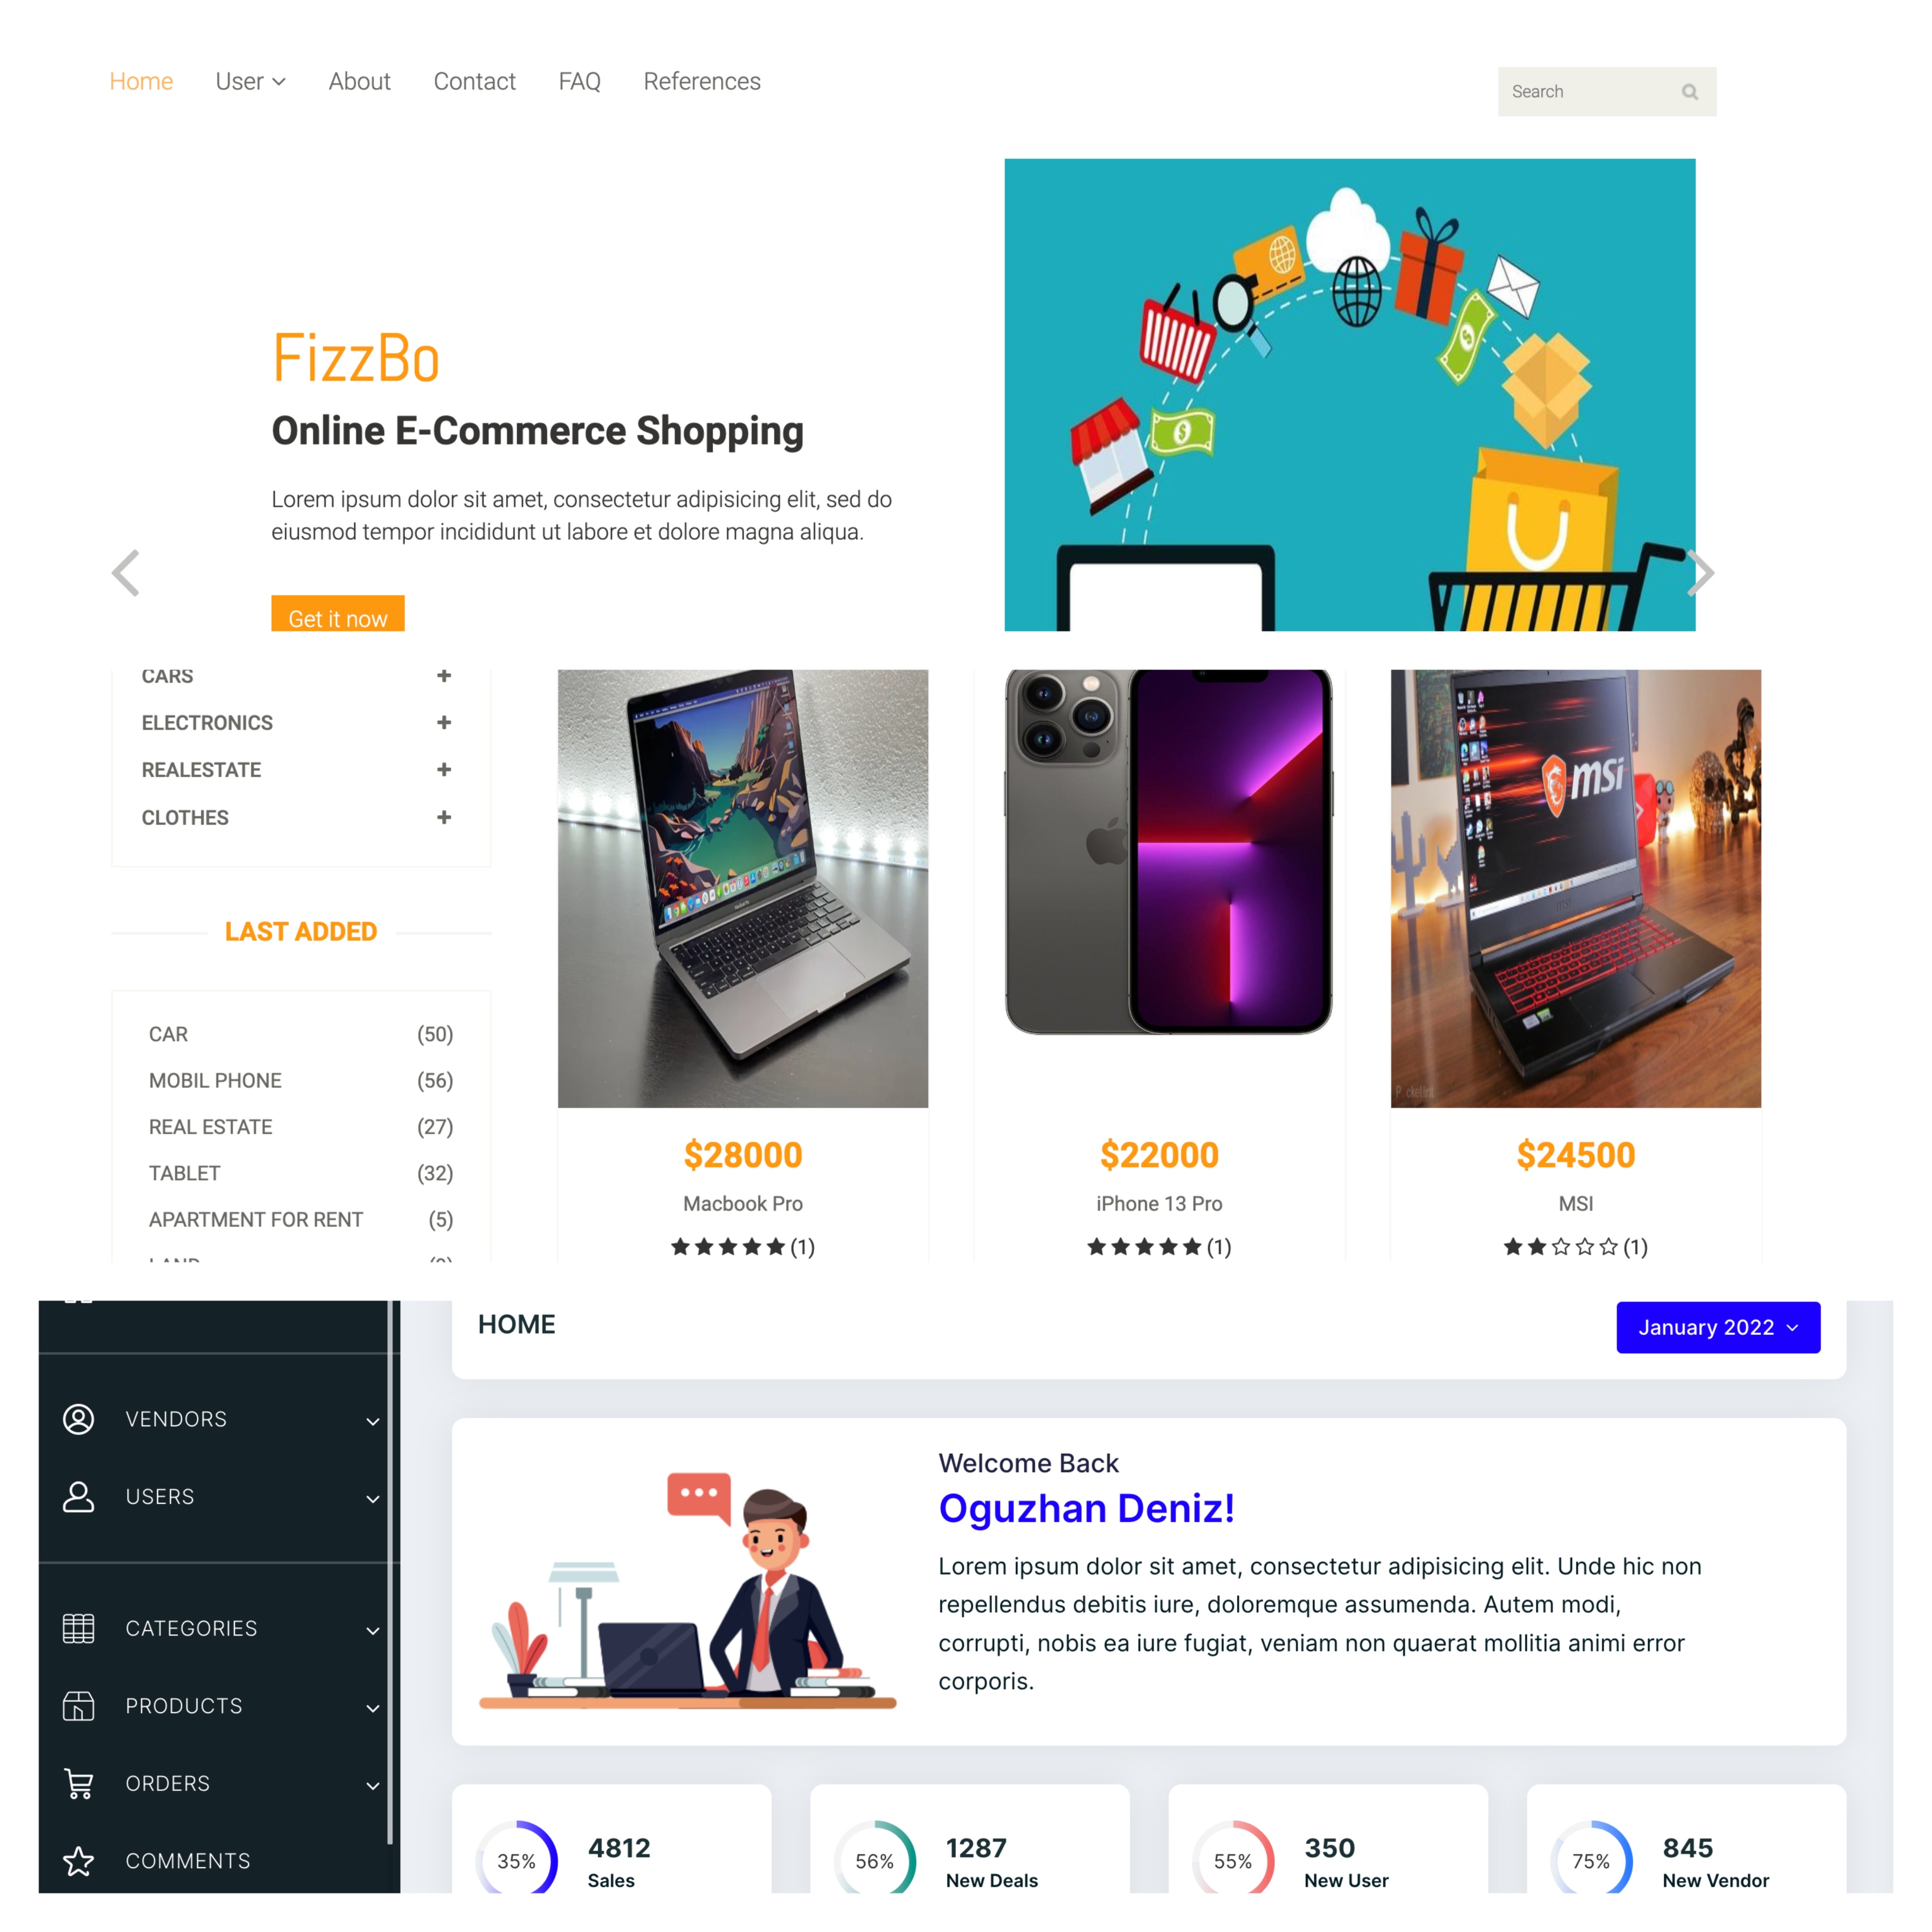 Home User About Contact FAQ References
Search
FizzBo
Online E-Commerce Shopping
Lorem ipsum dolor sit amet, consectetur adipisicing elit, sed do
eiusmod tempor incididunt ut labore et dolore magna aliqua.
Get it now
CARS +
ELECTRONICS +
REALESTATE +
CLOTHES +
LAST ADDED
CAR (50)
MOBIL PHONE (56)
REAL ESTATE (27)
TABLET (32)
APARTMENT FOR RENT (5)
msi
$28000
Macbook Pro
★★★★★ (1)
$22000
iPhone 13 Pro
★★★★★ (1)
$24500
MSI
★★☆☆☆ (1)
VENDORS
USERS
CATEGORIES
PRODUCTS
ORDERS
COMMENTS
HOME
January 2022
Welcome Back
Oguzhan Deniz!
Lorem ipsum dolor sit amet, consectetur adipisicing elit. Unde hic non
repellendus debitis iure, doloremque assumenda. Autem modi,
corrupti, nobis ea iure fugiat, veniam non quaerat mollitia animi error
corporis.
35% 4812
Sales
56% 1287
New Deals
55% 350
New User
75% 845
New Vendor